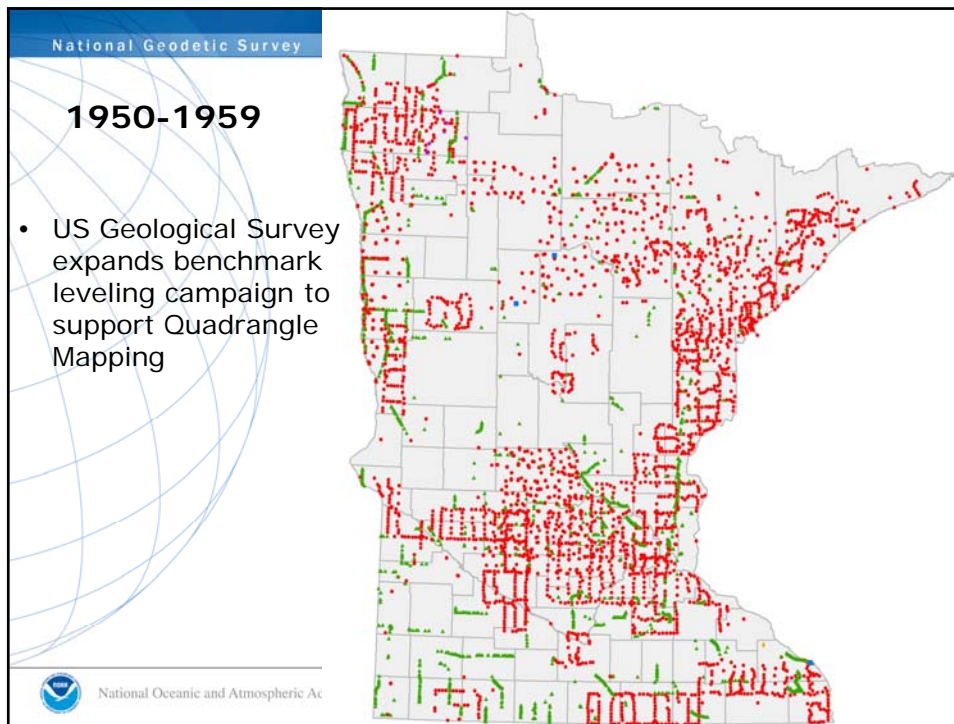 National Geodetic Survey
1950-1959
• US Geological Survey
expands benchmark
leveling campaign to
support Quadrangle
Mapping
NOAA
National Oceanic and Atmospheric Ad